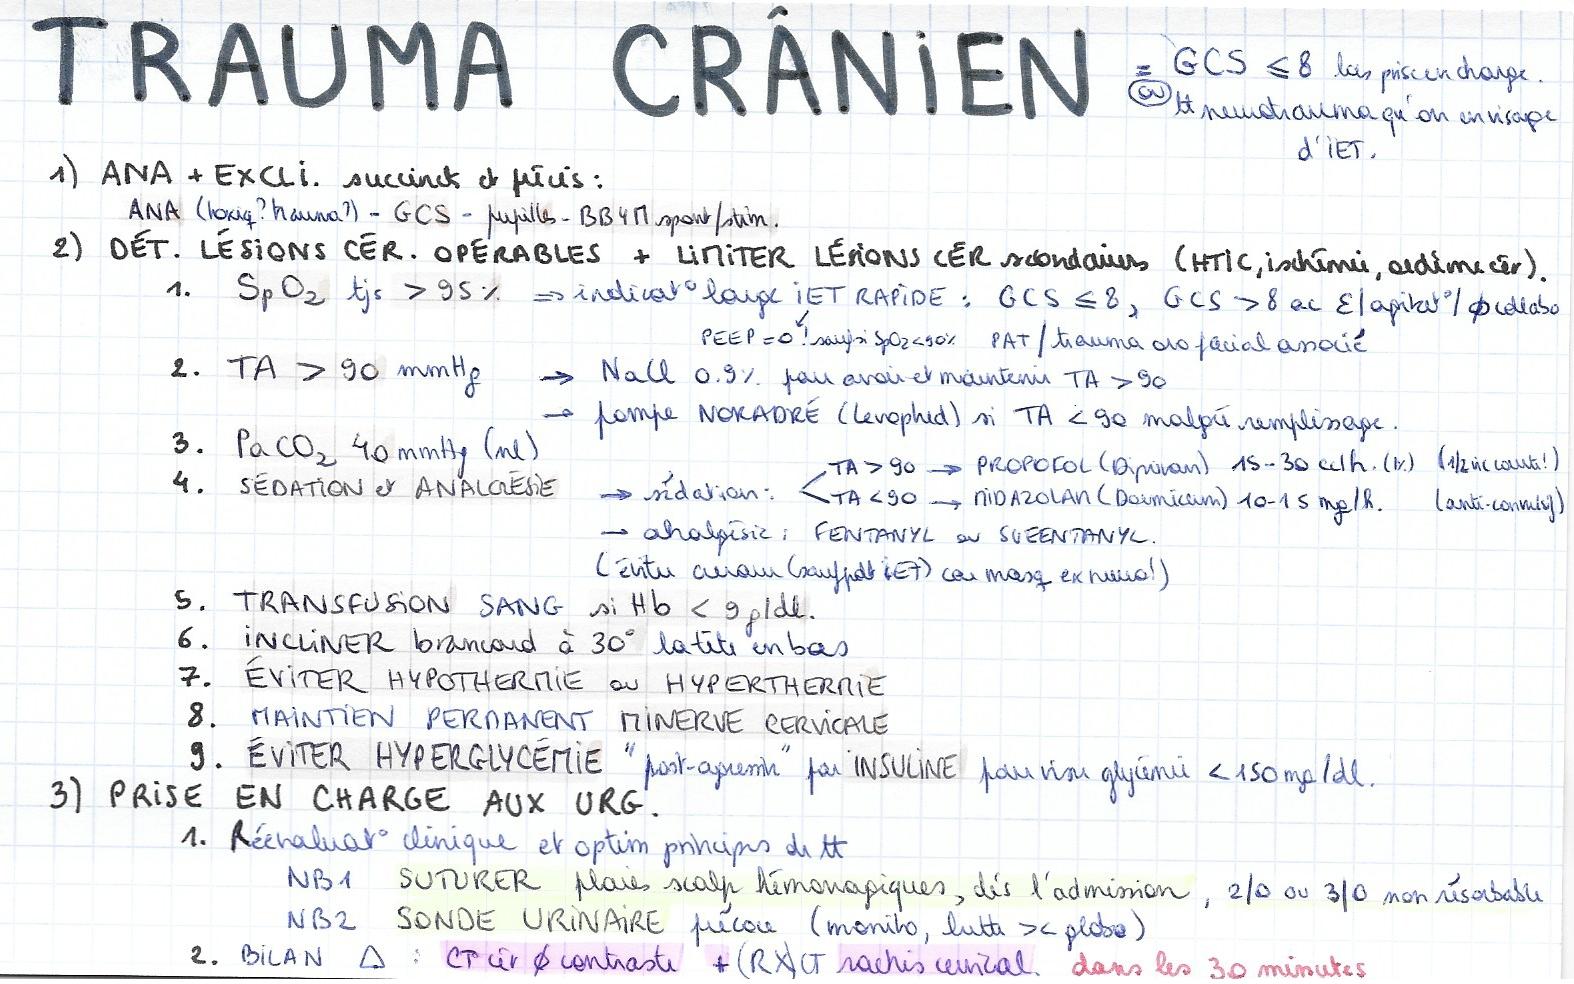 TRAUMA CRÂNIEN = GCS ≤ 8 lors prise en charge.
ou tt neurotrauma qu'on envisage
d'IET.
1) ANA + EXCLI. succincts et précis :
ANA (toxiq? trauma?) - GCS - pupilles - BB4M spont/stim.
2) DÉT. LÉSIONS CÉR. OPÉRABLES + LIMITER LÉSIONS CÉR secondaires (HTIC, ischémie, oedème cér).
1. SpO2 tjs > 95% => indicat° large IET RAPIDE : GCS ≤ 8, GCS > 8 ac E/agitat°/φ collabo
PEEP = 0 ! sauf si SpO2 < 90% PAT/trauma oro facial associé
2. TA > 90 mmHg → NaCl 0.9% pour avoir et maintenir TA > 90
→ pompe NORADRÉ (Levophed) si TA < 90 malgré remplissage.
3. PaCO2 40 mmHg (nl)
4. SÉDATION et ANALGÉSIE → sédation : TA > 90 → PROPOFOL (Dipivan) 15-30 cc/h. (1/2 vie courte!)
TA < 90 → MIDAZOLAM (Dormicum) 10-15 mg/h. (anti-convulsif)
→ analgésie : FENTANYL ou SUFENTANYL.
(éviter curare (sauf pdt IET) car masq ex neuro!)
5. TRANSFUSION SANG si Hb < 9 g/dl.
6. INCLINER brancard à 30° la tête en bas
7. ÉVITER HYPOTHERMIE ou HYPERTHERMIE
8. MAINTIEN PERMANENT MINERVE CERVICALE
9. ÉVITER HYPERGLYCÉMIE "post-agressive" par INSULINE pour viser glycémie < 150 mg/dl.
3) PRISE EN CHARGE AUX URG.
1. Réévaluat° clinique et optim principes de tt
NB1 SUTURER plaies scalp hémorragiques, dès l'admission, 2/0 ou 3/0 non résorbable
NB2 SONDE URINAIRE précoce (monito, lutte >< globe)
2. BILAN Δ : CT cér φ contraste + (RX)CT rachis cervical. dans les 30 minutes